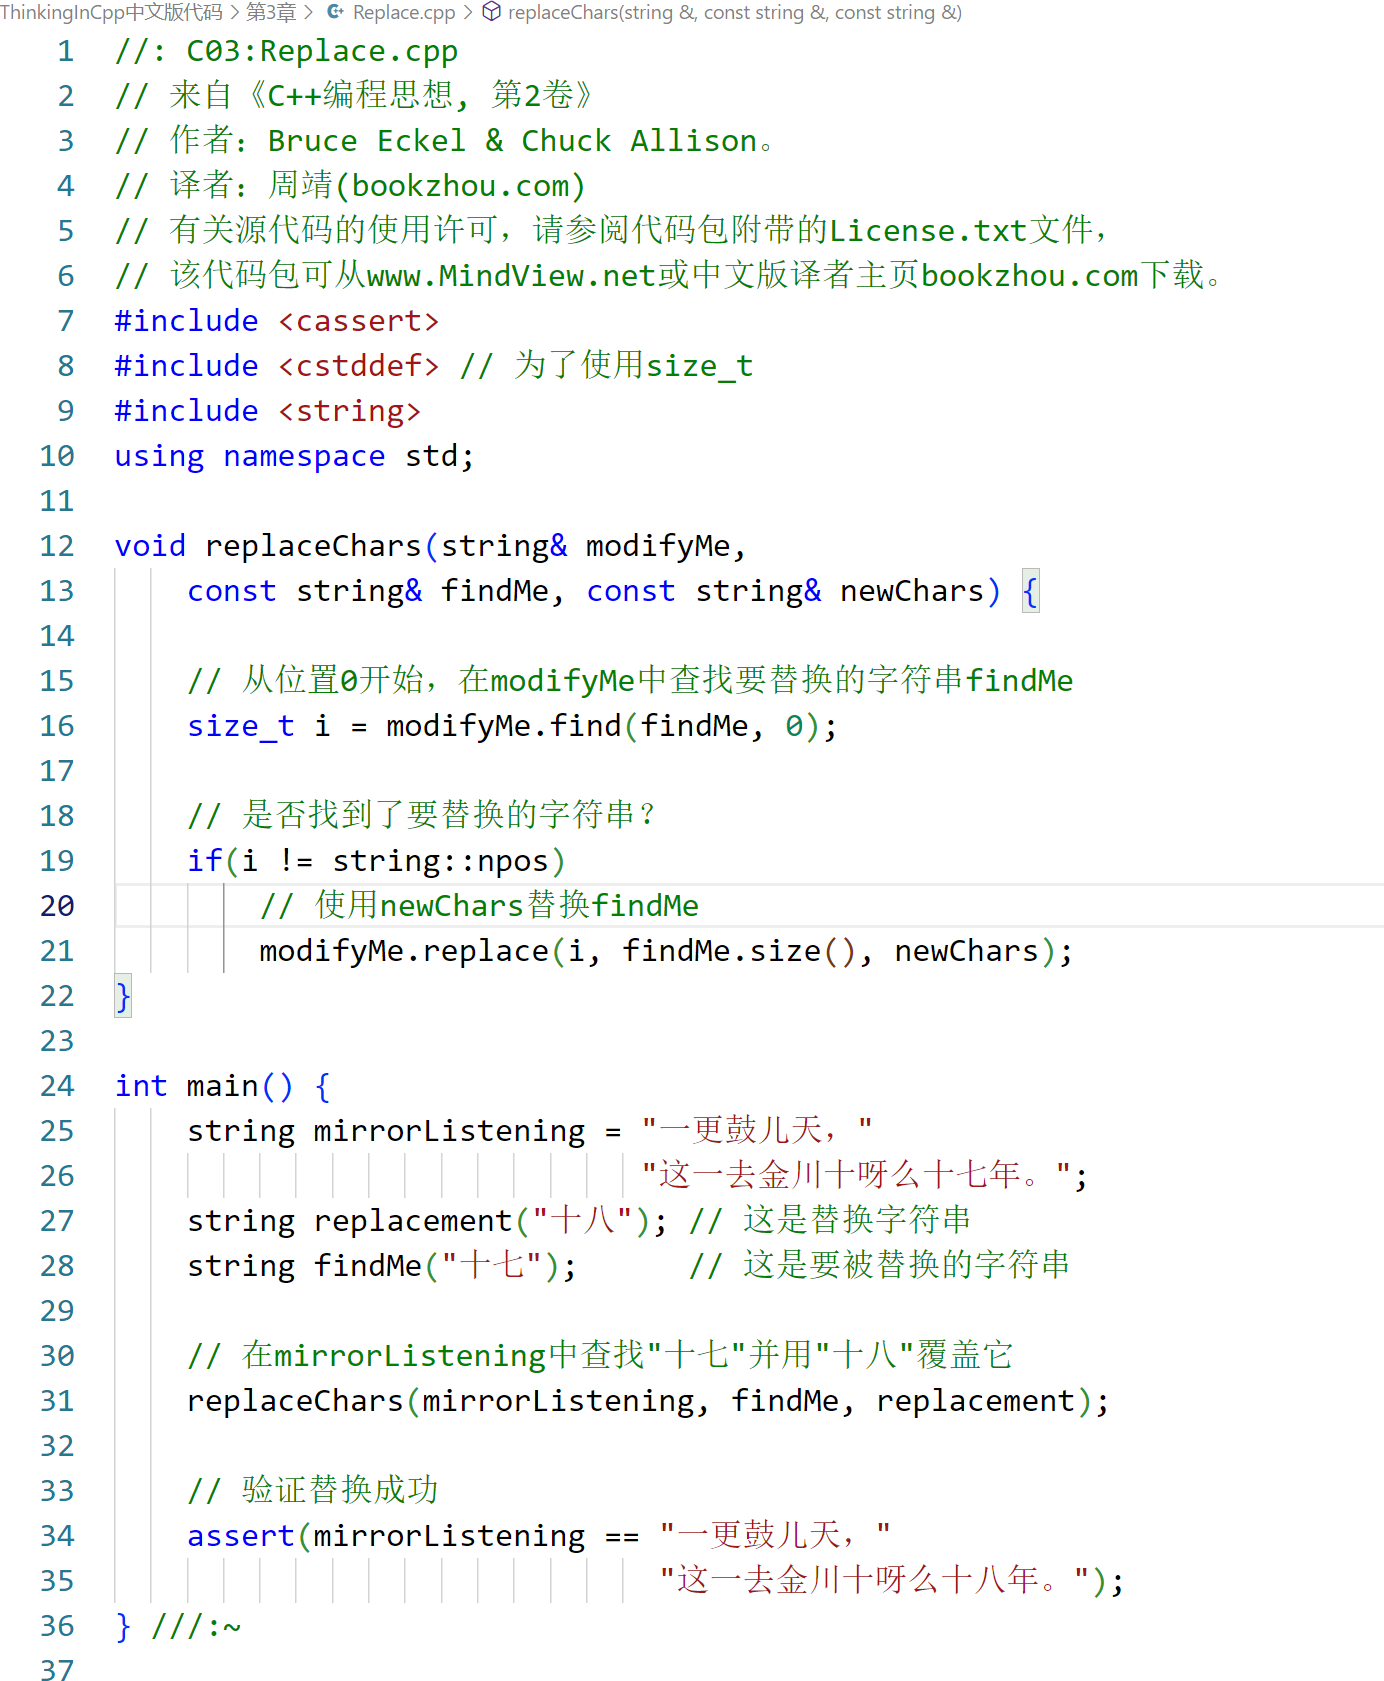 ThinkingInCpp中文版代码 > 第3章 > Replace.cpp > replaceChars(string &, const string &, const string &)
1 //: C03:Replace.cpp
2 // 来自《C++编程思想, 第2卷》
3 // 作者：Bruce Eckel & Chuck Allison。
4 // 译者：周靖(bookzhou.com)
5 // 有关源代码的使用许可，请参阅代码包附带的License.txt文件，
6 // 该代码包可从www.MindView.net或中文版译者主页bookzhou.com下载。
7 #include <cassert>
8 #include <cstddef> // 为了使用size_t
9 #include <string>
10 using namespace std;
11
12 void replaceChars(string& modifyMe,
13     const string& findMe, const string& newChars) {
14
15     // 从位置0开始，在modifyMe中查找要替换的字符串findMe
16     size_t i = modifyMe.find(findMe, 0);
17
18     // 是否找到了要替换的字符串？
19     if(i != string::npos)
20         // 使用newChars替换findMe
21         modifyMe.replace(i, findMe.size(), newChars);
22 }
23
24 int main() {
25     string mirrorListening = "一更鼓儿天，"
26                              "这一去金川十呀么十七年。";
27     string replacement("十八"); // 这是替换字符串
28     string findMe("十七");      // 这是要被替换的字符串
29
30     // 在mirrorListening中查找"十七"并用"十八"覆盖它
31     replaceChars(mirrorListening, findMe, replacement);
32
33     // 验证替换成功
34     assert(mirrorListening == "一更鼓儿天，"
35                               "这一去金川十呀么十八年。");
36 } ///:~
37